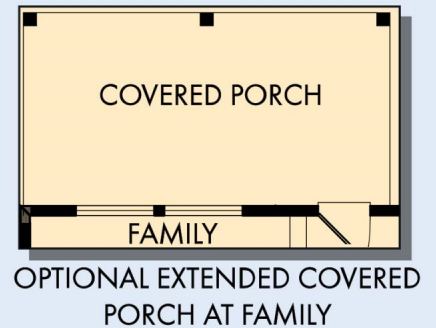 COVERED PORCH
FAMILY
OPTIONAL EXTENDED COVERED
PORCH AT FAMILY